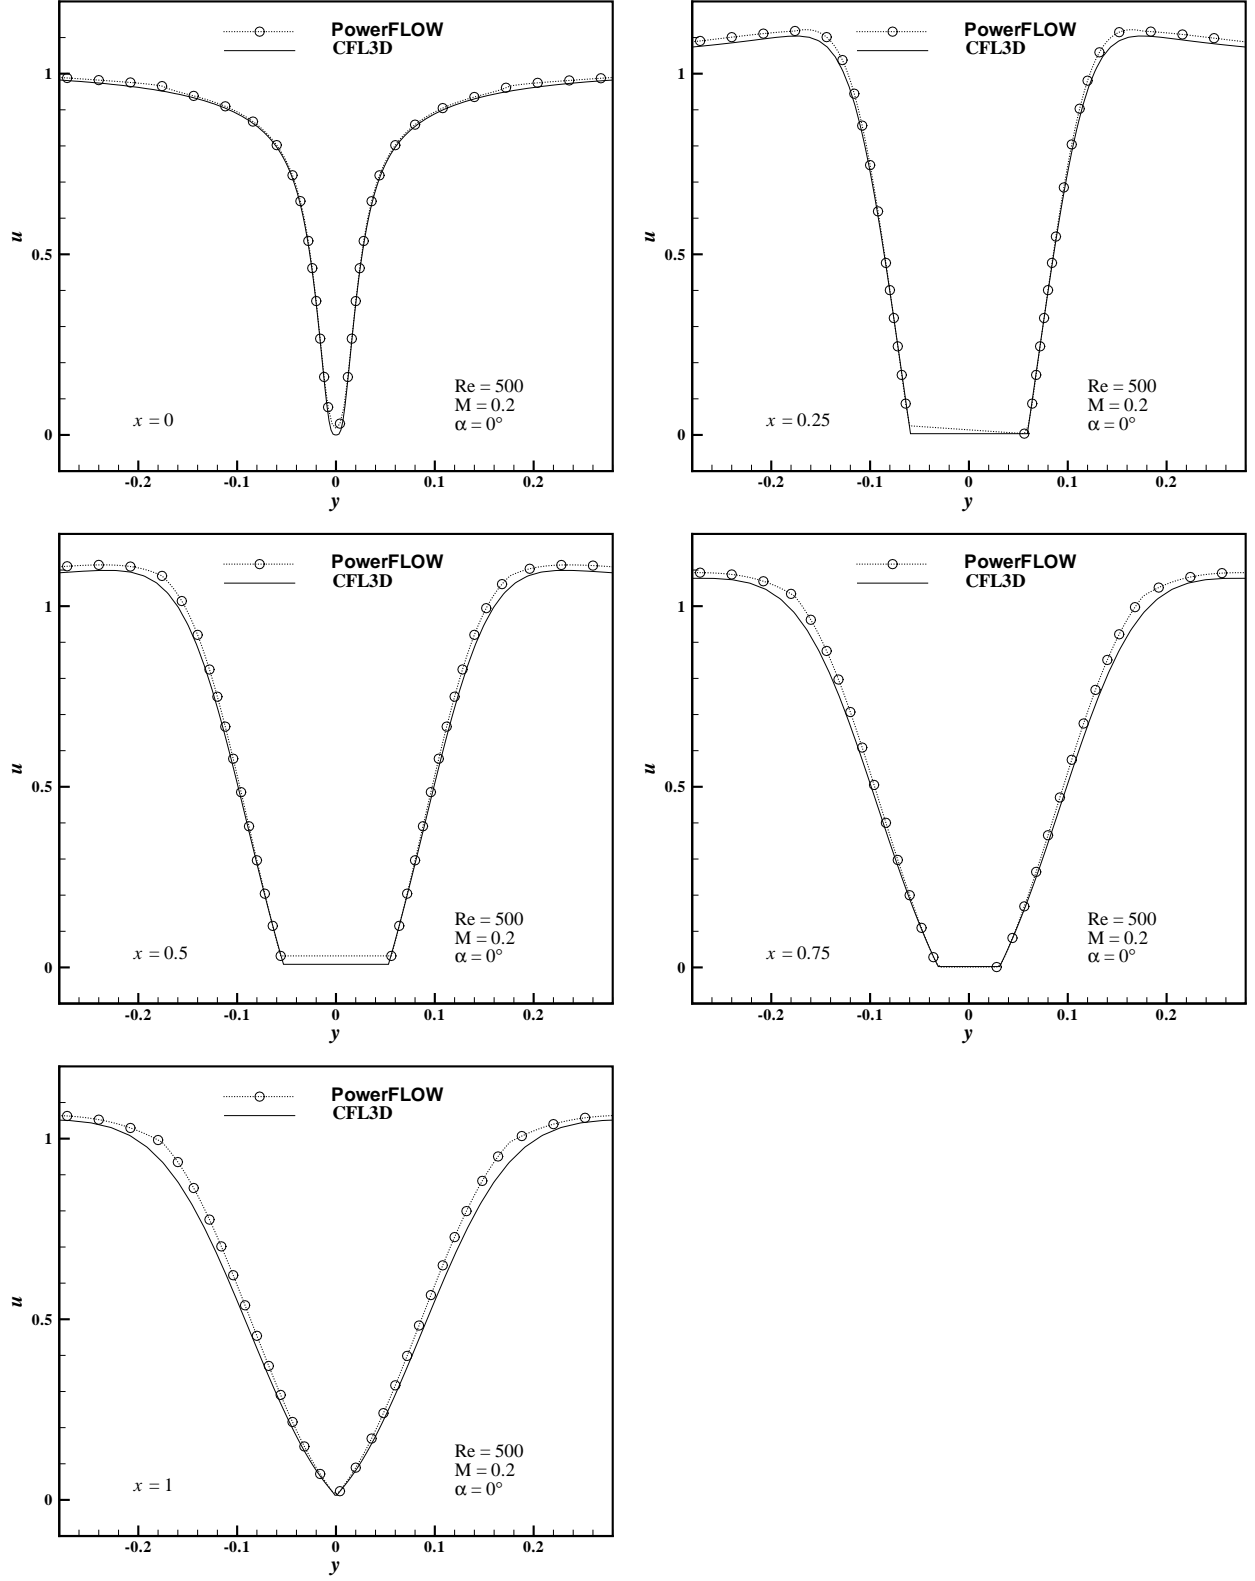 PowerFLOW
CFL3D
1
0.5
0
u
x = 0
Re = 500
M = 0.2
α = 0°
-0.2 -0.1 0 0.1 0.2
y
PowerFLOW
CFL3D
1
0.5
0
u
x = 0.25
Re = 500
M = 0.2
α = 0°
-0.2 -0.1 0 0.1 0.2
y
PowerFLOW
CFL3D
1
0.5
0
u
x = 0.5
Re = 500
M = 0.2
α = 0°
-0.2 -0.1 0 0.1 0.2
y
PowerFLOW
CFL3D
1
0.5
0
u
x = 0.75
Re = 500
M = 0.2
α = 0°
-0.2 -0.1 0 0.1 0.2
y
PowerFLOW
CFL3D
1
0.5
0
u
x = 1
Re = 500
M = 0.2
α = 0°
-0.2 -0.1 0 0.1 0.2
y